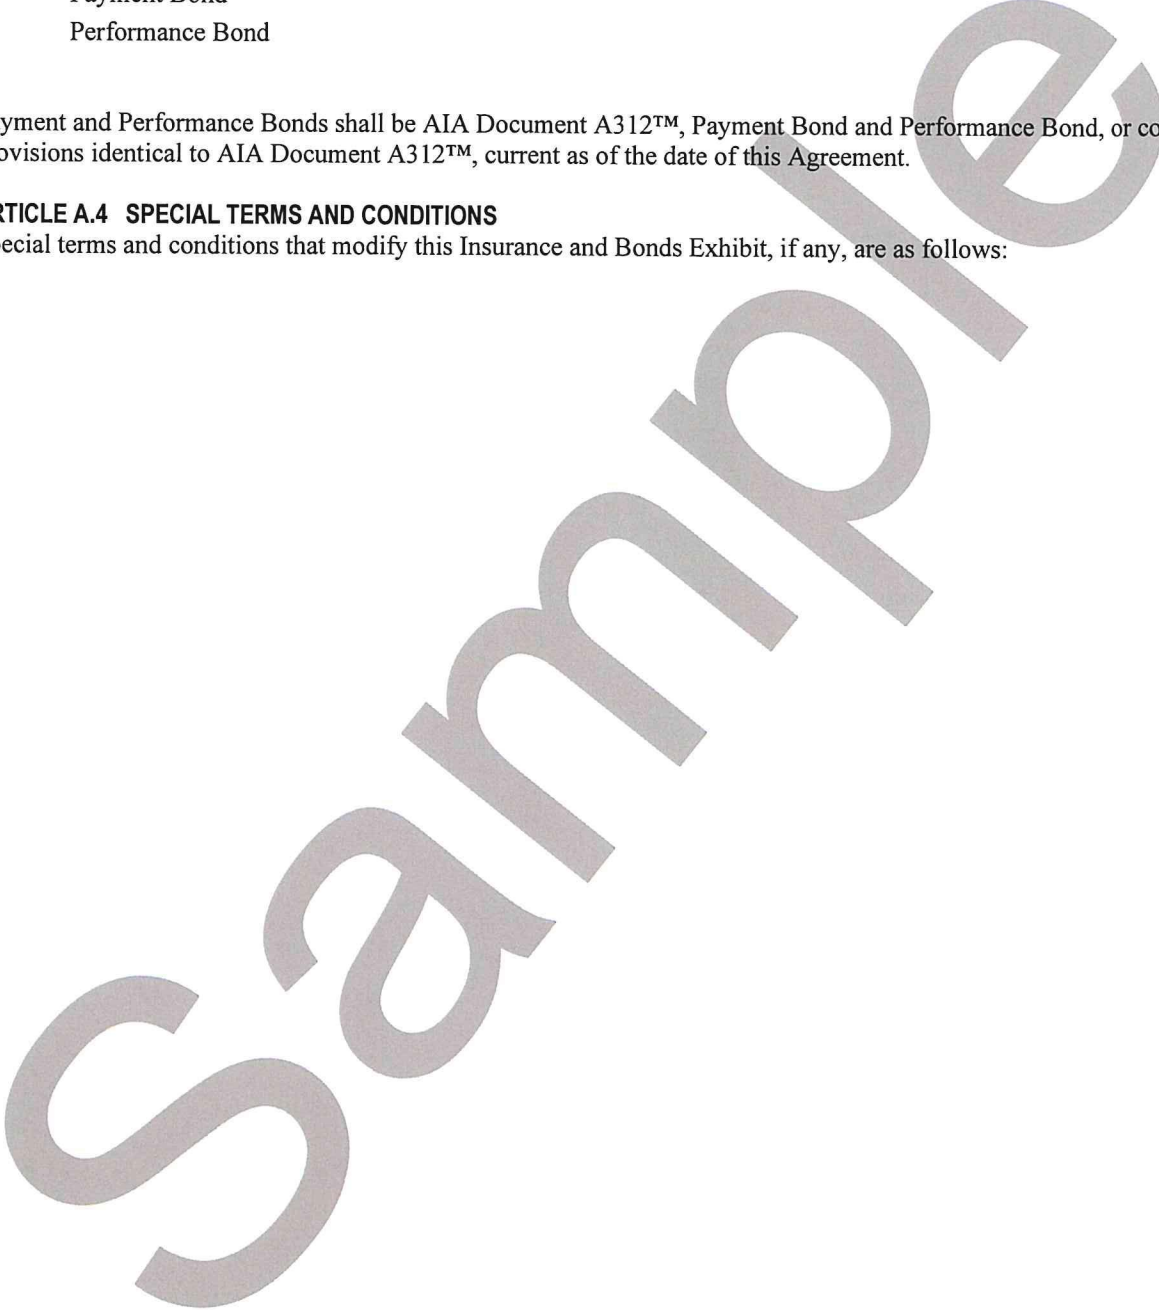 Payment Bond
Performance Bond
yment and Performance Bonds shall be AIA Document A312™, Payment Bond and Performance Bond, or co
ovisions identical to AIA Document A312™, current as of the date of this Agreement.
RTICLE A.4 SPECIAL TERMS AND CONDITIONS
ecial terms and conditions that modify this Insurance and Bonds Exhibit, if any, are as follows:
Sample